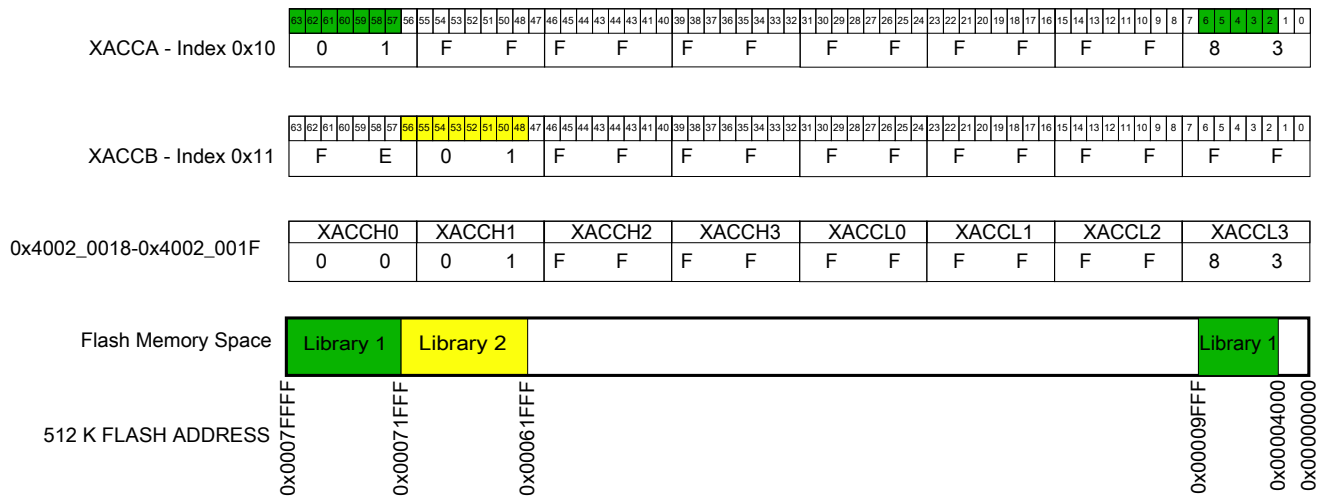 63 62 61 60 59 58 57 56 55 54 53 52 51 50 48 47 46 45 44 43 44 43 41 40 39 38 37 36 35 34 33 32 31 30 29 28 27 26 25 24 23 22 21 20 19 18 17 16 15 14 13 12 11 10 9 8 7 6 5 4 3 2 1 0
XACCA - Index 0x10 0 1 F F F F F F F F F F F F 8 3
63 62 61 60 59 58 57 56 55 54 53 52 51 50 48 47 46 45 44 43 44 43 41 40 39 38 37 36 35 34 33 32 31 30 29 28 27 26 25 24 23 22 21 20 19 18 17 16 15 14 13 12 11 10 9 8 7 6 5 4 3 2 1 0
XACCB - Index 0x11 F E 0 1 F F F F F F F F F F F F
XACCH0 XACCH1 XACCH2 XACCH3 XACCL0 XACCL1 XACCL2 XACCL3
0x4002_0018-0x4002_001F 0 0 0 1 F F F F F F F F F F 8 3
Flash Memory Space Library 1 Library 2 Library 1
512 K FLASH ADDRESS 0x0007FFFF 0x00071FFF 0x00061FFF 0x00009FFF 0x00004000 0x00000000